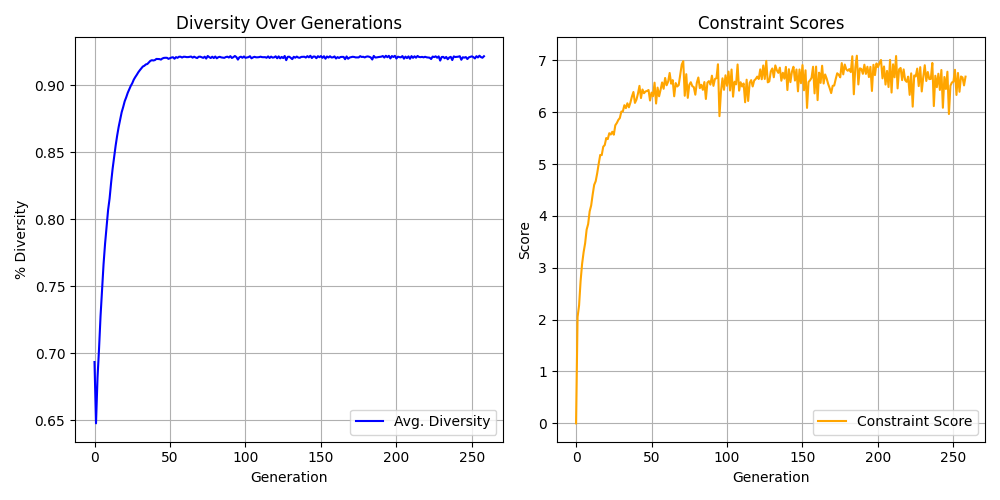 Diversity Over Generations
% Diversity
0.90
0.85
0.80
0.75
0.70
0.65
0 50 100 150 200 250
Generation
Avg. Diversity
Constraint Scores
Score
7
6
5
4
3
2
1
0
0 50 100 150 200 250
Generation
Constraint Score